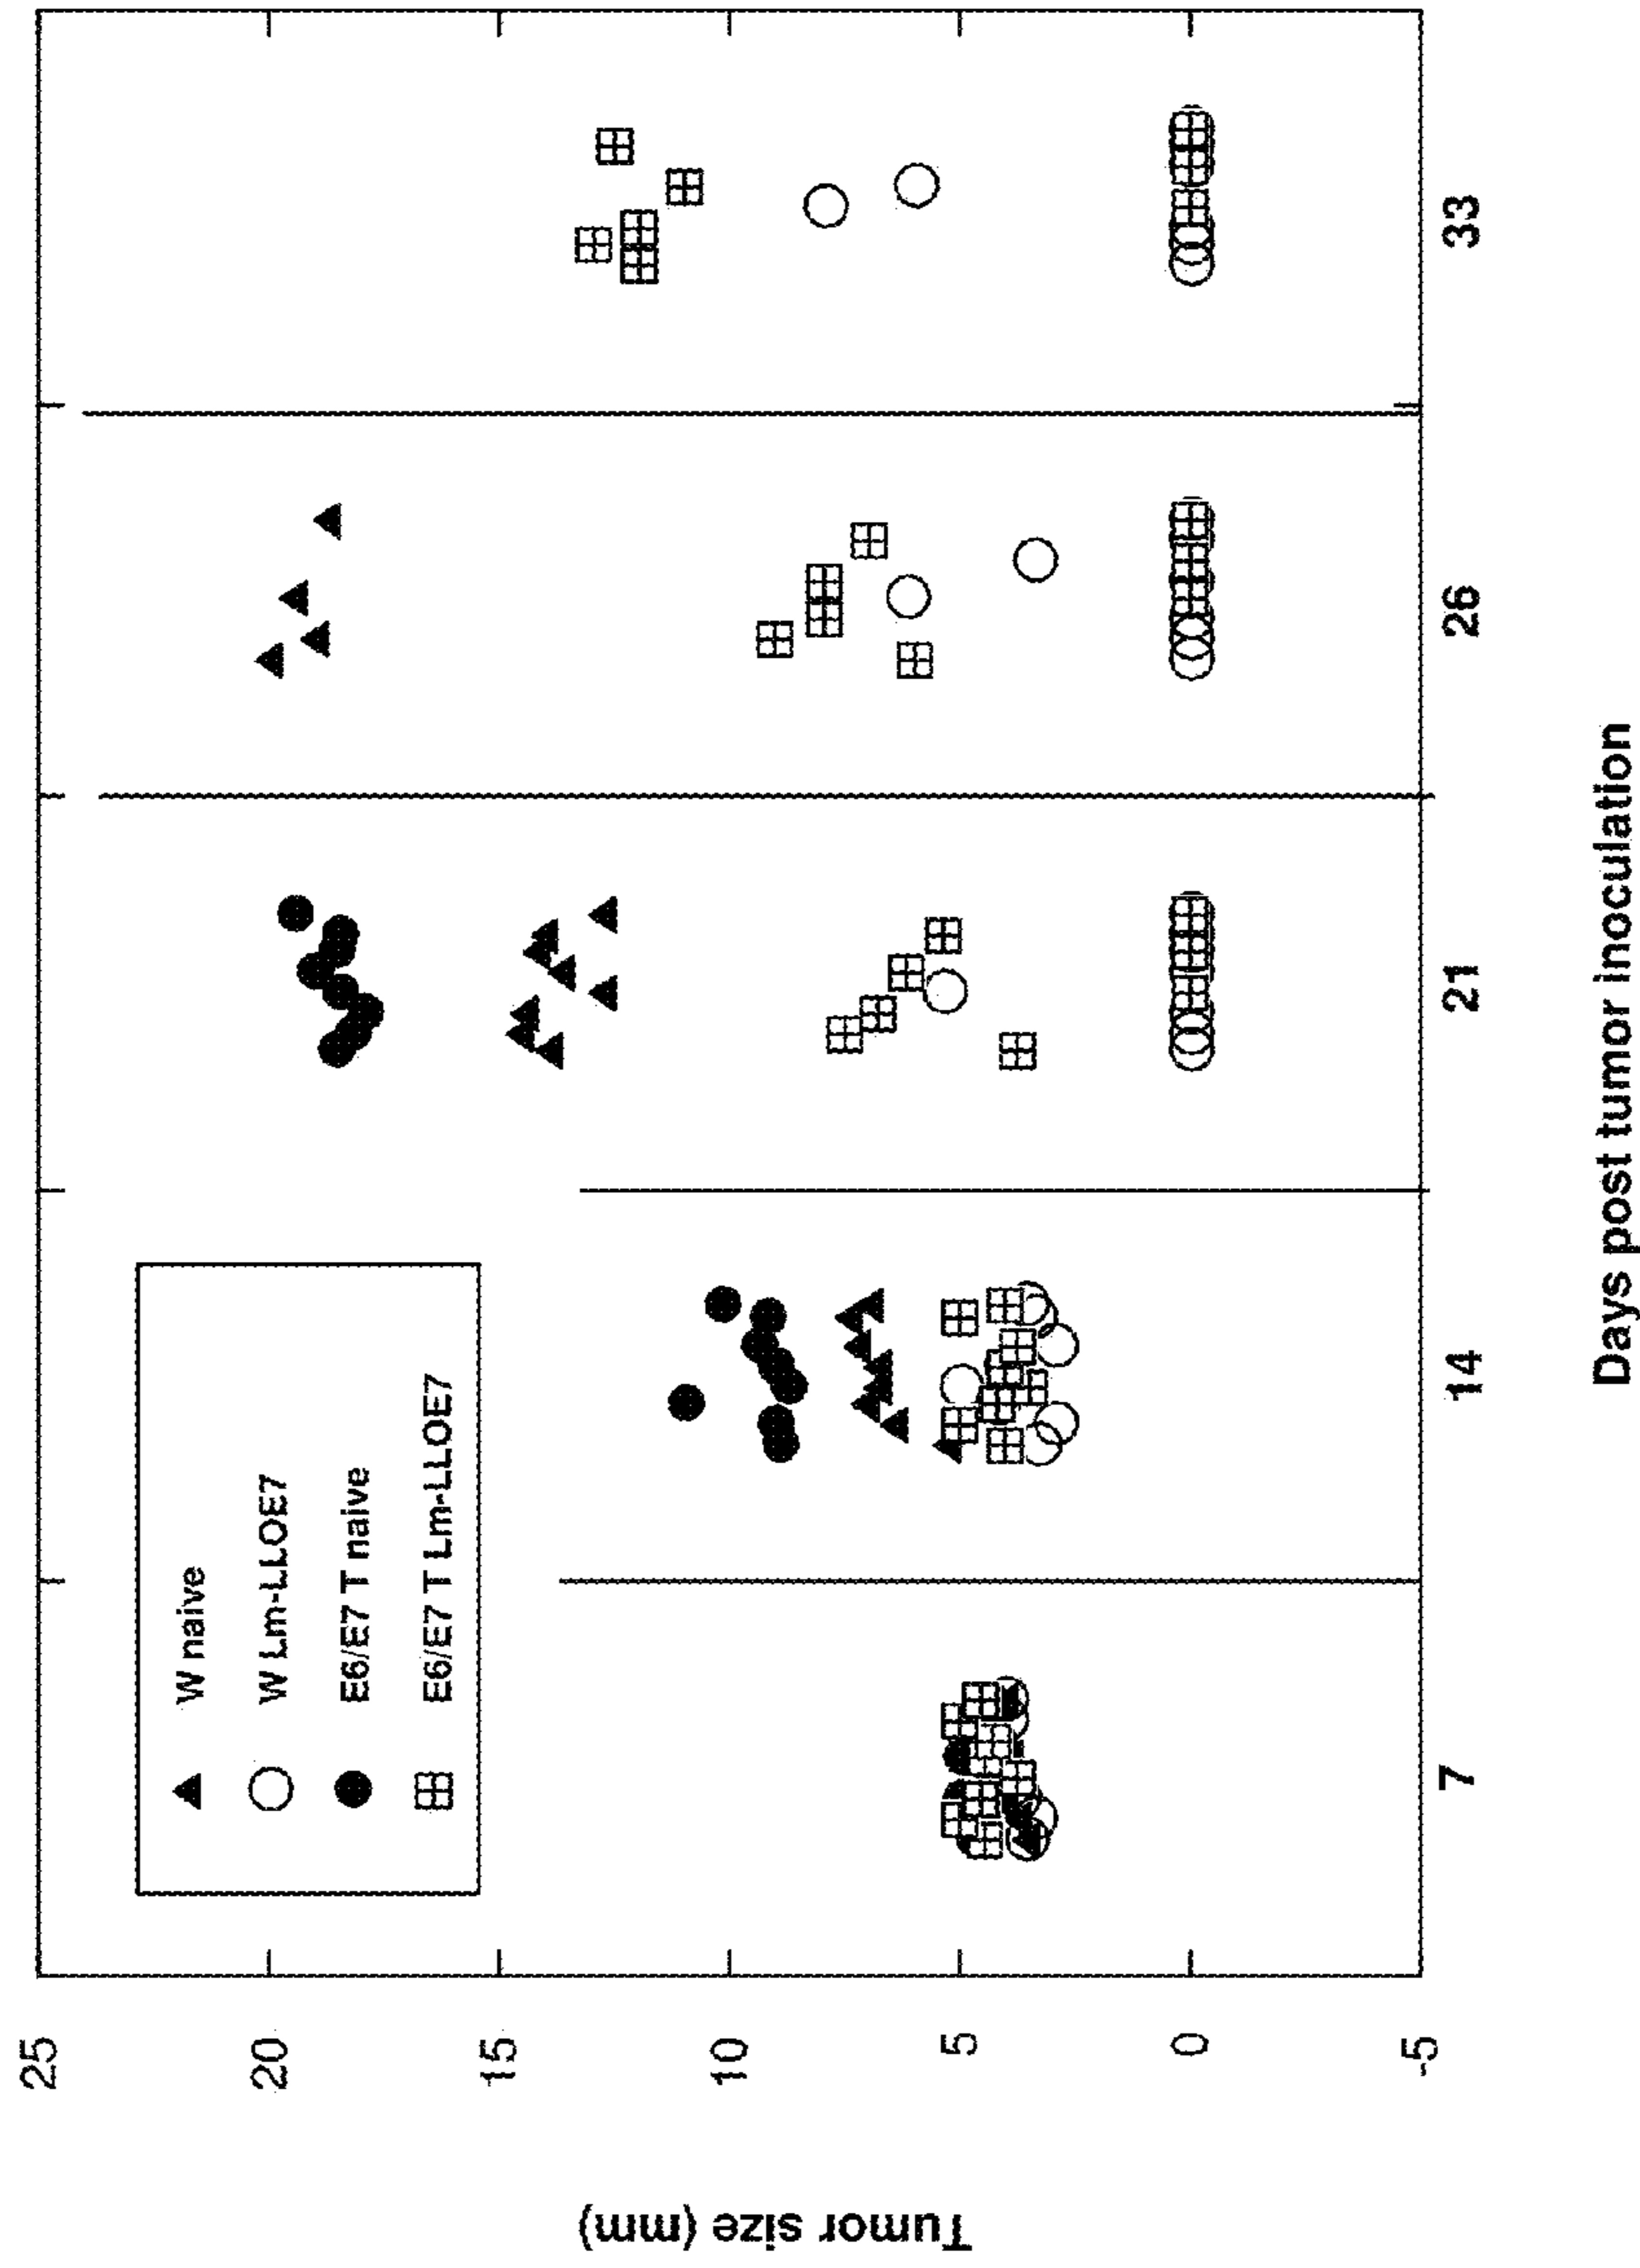 Tumor size (mm)
25
20
15
10
5
0
-5
W naive
W Lm-LLOE7
E6/E7 T naive
E6/E7 T Lm-LLOE7
7
14
21
26
33
Days post tumor inoculation